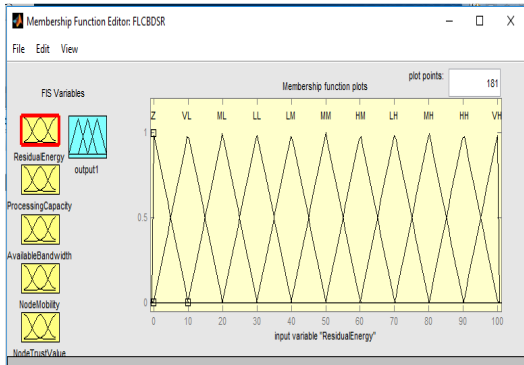 Membership Function Editor: FLCBDSR
File Edit View
FIS Variables
Membership function plots
plot points: 181
Z VL ML LL LM MM HM LH MH HH VH
ResidualEnergy
output1
ProcessingCapacity
AvailableBandwidth
NodeMobility
NodeTrustValue
1
0.5
0
0 10 20 30 40 50 60 70 80 90 100
input variable "ResidualEnergy"